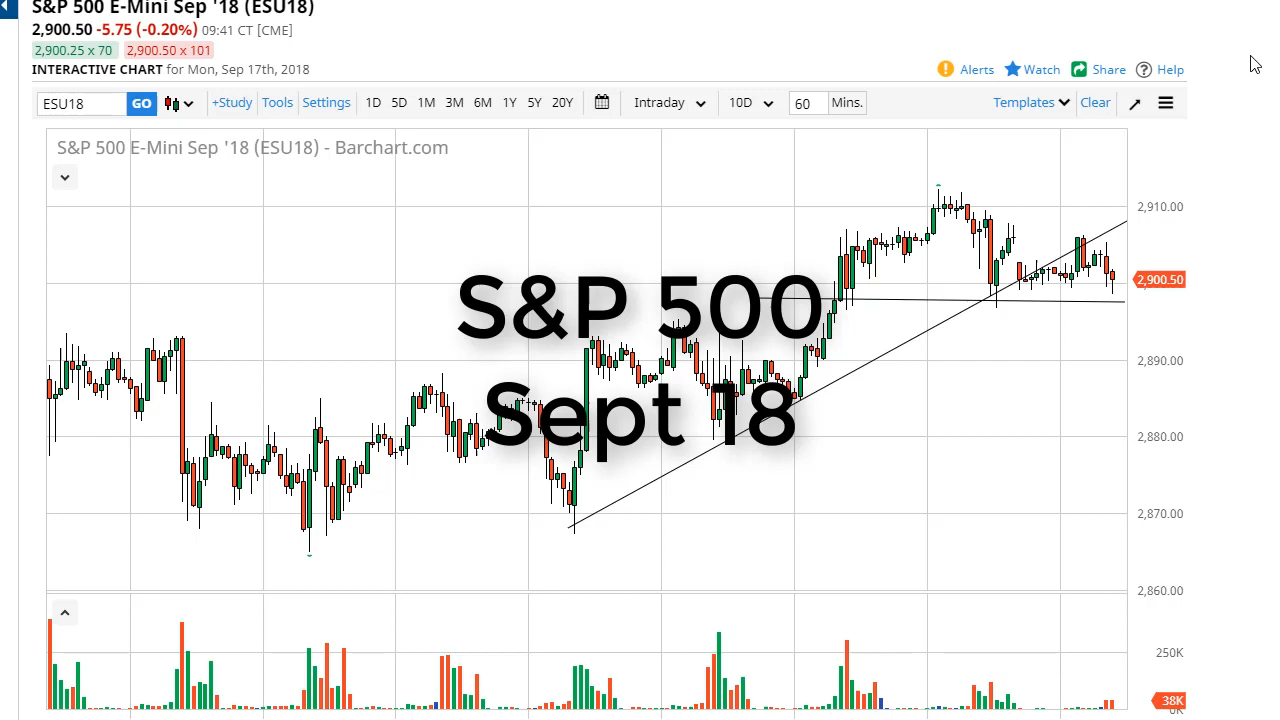 S&P 500 E-Mini Sep '18 (ESU18)
2,900.50 -5.75 (-0.20%) 09:41 CT [CME]
2,900.25 x 70 2,900.50 x 101
INTERACTIVE CHART for Mon, Sep 17th, 2018
Alerts Watch Share Help
ESU18 GO +Study Tools Settings 1D 5D 1M 3M 6M 1Y 5Y 20Y Intraday 10D 60 Mins. Templates Clear
S&P 500 E-Mini Sep '18 (ESU18) - Barchart.com
2,910.00
2,900.50
S&P 500
2,890.00
Sept 18
2,880.00
2,870.00
2,860.00
250K
38K
0K